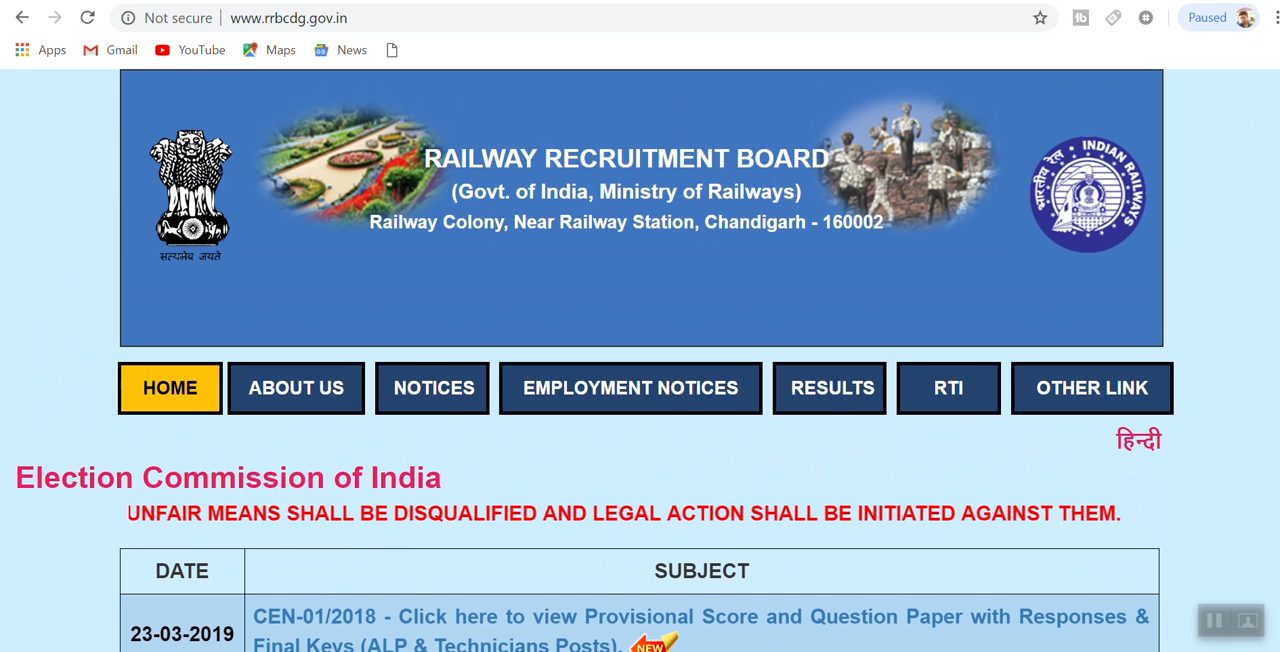 Not secure | www.rrbcdg.gov.in Paused
Apps Gmail YouTube Maps News
RAILWAY RECRUITMENT BOARD
(Govt. of India, Ministry of Railways)
Railway Colony, Near Railway Station, Chandigarh - 160002
सत्यमेव जयते
भारतीय रेल INDIAN RAILWAYS
HOME ABOUT US NOTICES EMPLOYMENT NOTICES RESULTS RTI OTHER LINK
हिन्दी
Election Commission of India
UNFAIR MEANS SHALL BE DISQUALIFIED AND LEGAL ACTION SHALL BE INITIATED AGAINST THEM.
DATE SUBJECT
23-03-2019 CEN-01/2018 - Click here to view Provisional Score and Question Paper with Responses &
Final Keys (ALP & Technicians Posts). NEW